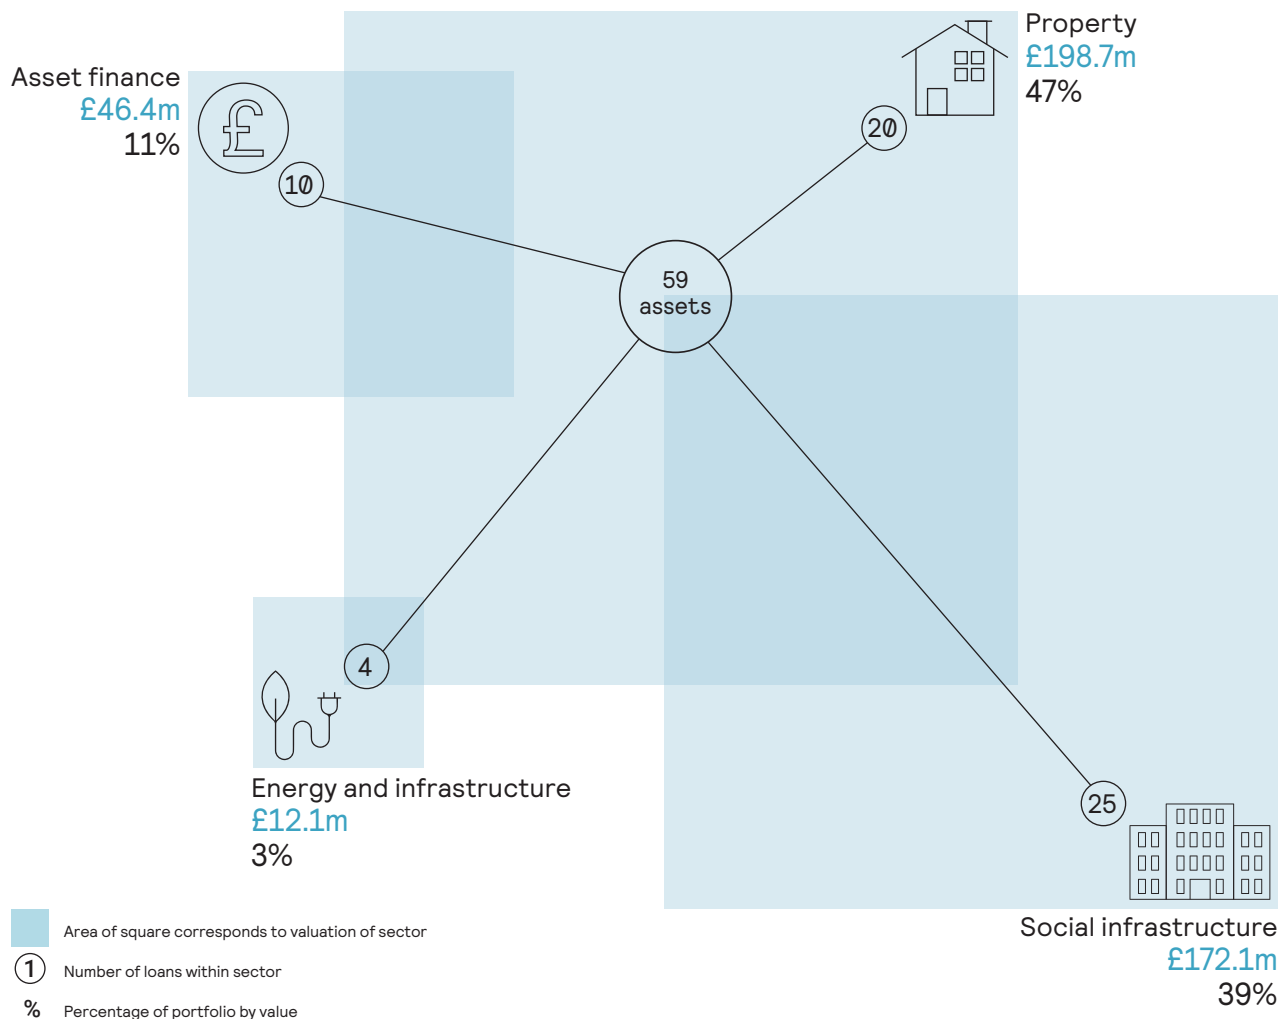 Property
£198.7m
47%
Asset finance
£46.4m
11%
£
10
20
59
assets
4
Energy and infrastructure
£12.1m
3%
25
Social infrastructure
£172.1m
39%
Area of square corresponds to valuation of sector
1 Number of loans within sector
% Percentage of portfolio by value